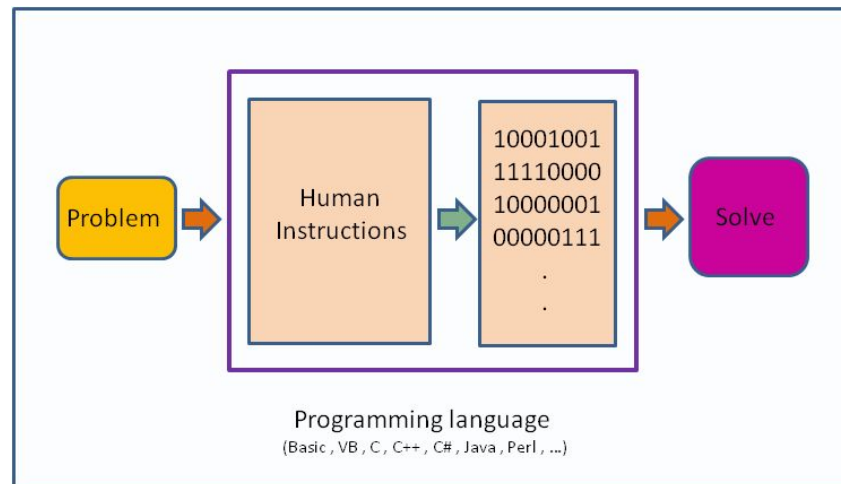 Problem
Human
Instructions
10001001
11110000
10000001
00000111
.
.
Solve
Programming language
(Basic , VB , C , C++ , C# , Java , Perl , ...)